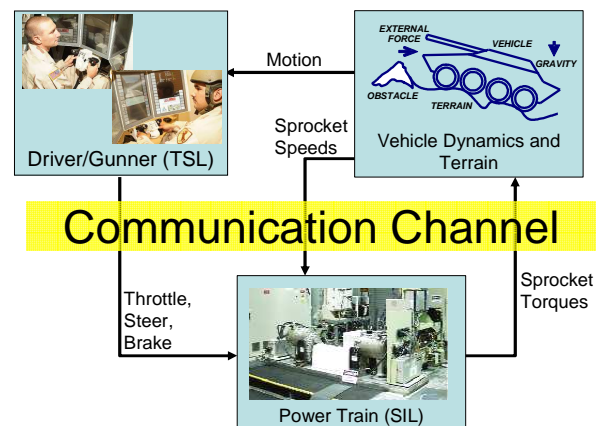 EXTERNAL
FORCE
VEHICLE
GRAVITY
OBSTACLE
TERRAIN
Motion
Driver/Gunner (TSL)
Sprocket
Speeds
Vehicle Dynamics and
Terrain
Communication Channel
Throttle,
Steer,
Brake
Sprocket
Torques
Power Train (SIL)